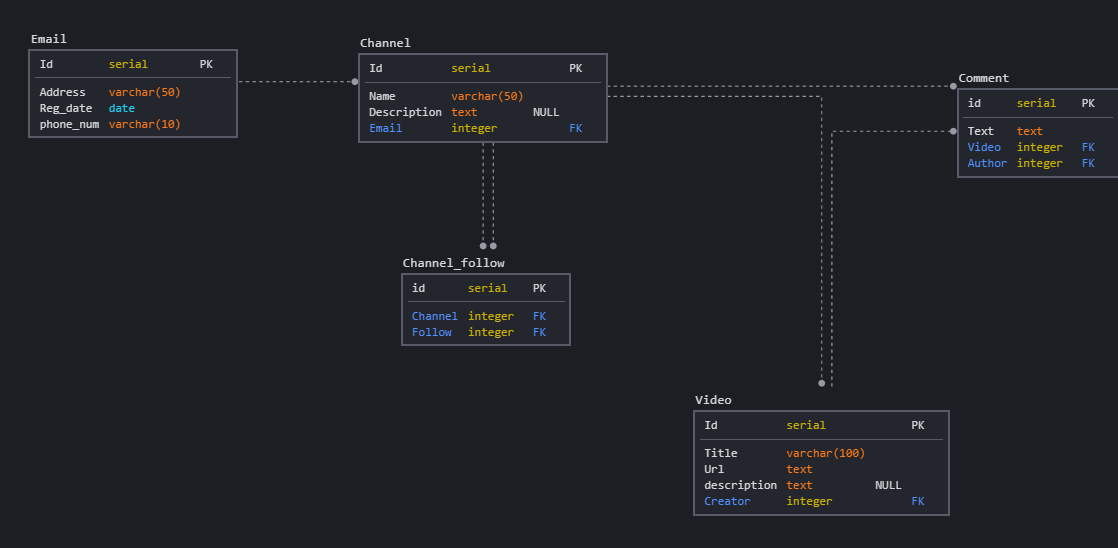 Email
Id serial PK
Address varchar(50)
Reg_date date
phone_num varchar(10)
Channel
Id serial PK
Name varchar(50)
Description text NULL
Email integer FK
Comment
id serial PK
Text text
Video integer FK
Author integer FK
Channel_follow
id serial PK
Channel integer FK
Follow integer FK
Video
Id serial PK
Title varchar(100)
Url text
description text NULL
Creator integer FK